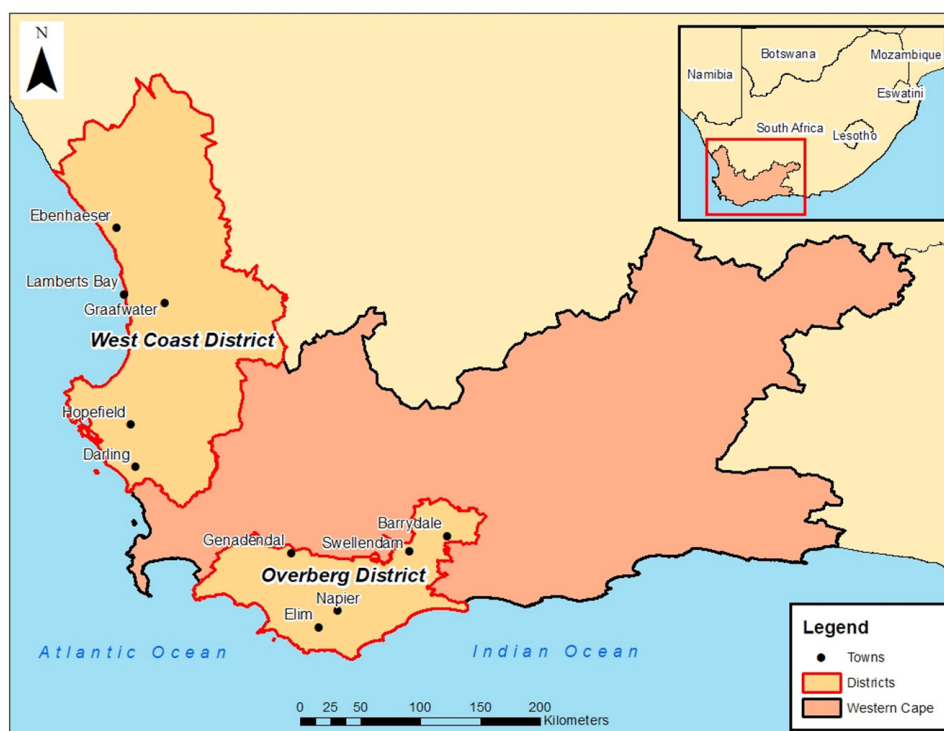 N
Botswana
Mozambique
Namibia
Eswatini
South Africa
Lesotho
Ebenhaeser
Lamberts Bay
Graafwater
West Coast District
Hopefield
Darling
Barrydale
Genadendal
Swellendam
Overberg District
Napier
Elim
Atlantic Ocean
Indian Ocean
Legend
Towns
Districts
Western Cape
0 25 50 100 150 200
Kilometers